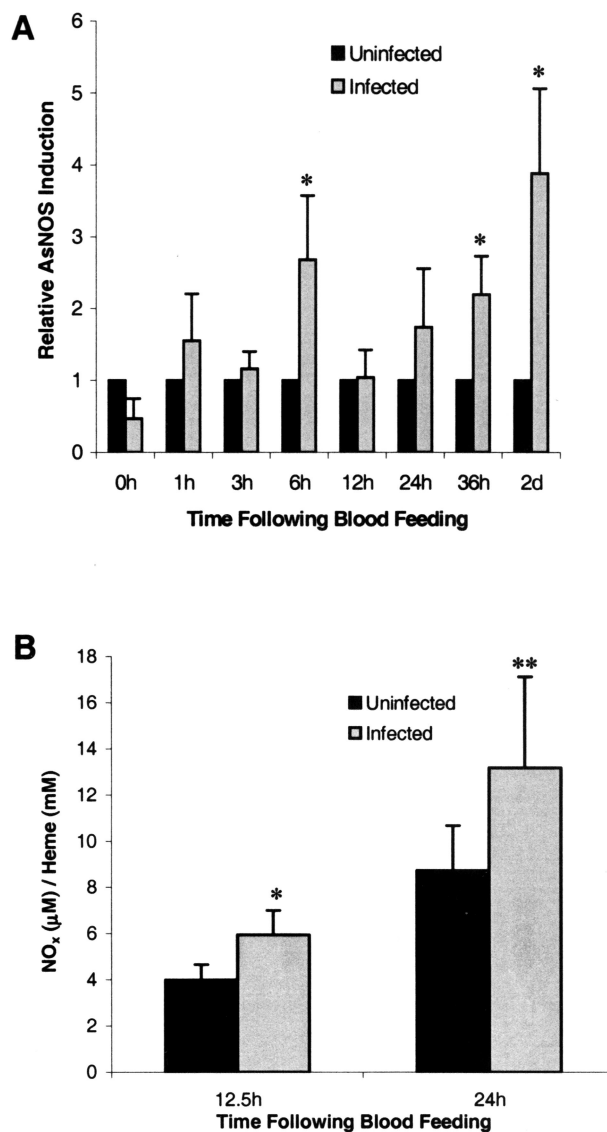 A
6
5
4
3
2
1
0
Relative AsNOS Induction
Uninfected
Infected
*
*
*
0h 1h 3h 6h 12h 24h 36h 2d
Time Following Blood Feeding
B
18
16
14
12
10
8
6
4
2
0
NOₓ (μM) / Heme (mM)
Uninfected
Infected
*
**
12.5h 24h
Time Following Blood Feeding